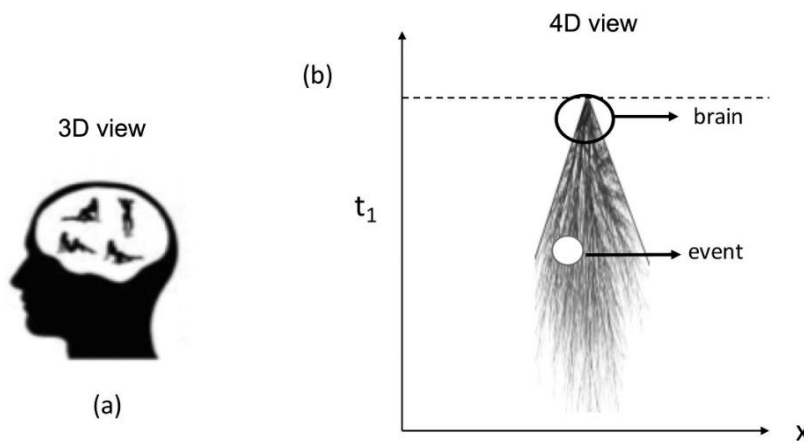 3D view
(a)
4D view
(b)
brain
t₁
event
x